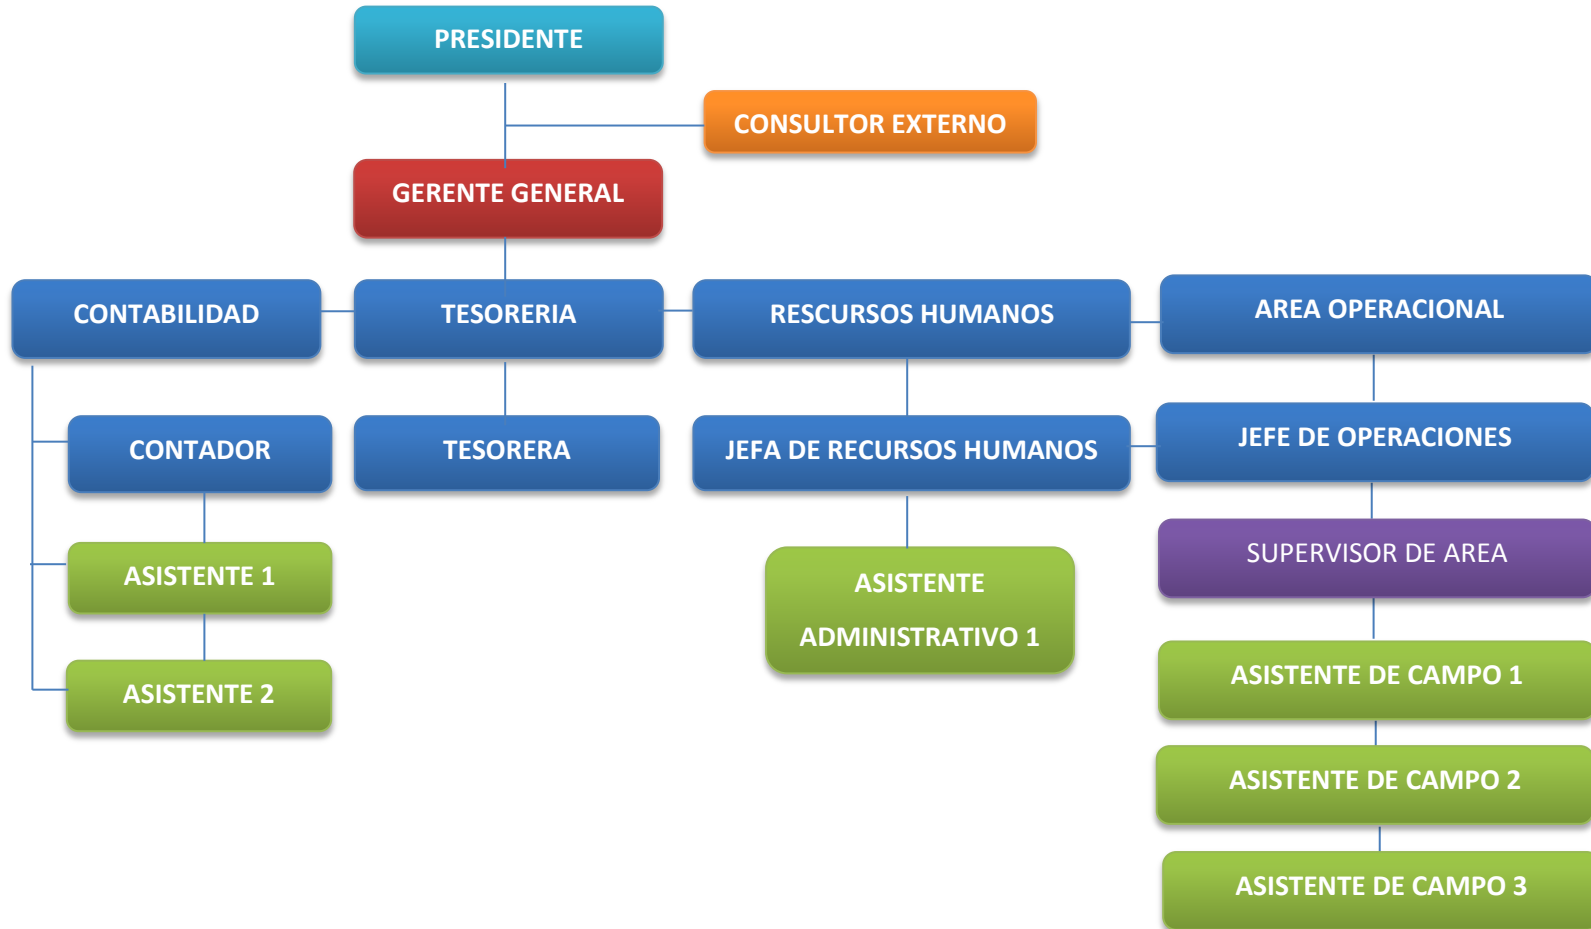 PRESIDENTE
CONSULTOR EXTERNO
GERENTE GENERAL
CONTABILIDAD
TESORERIA
RESCURSOS HUMANOS
AREA OPERACIONAL
CONTADOR
TESORERA
JEFA DE RECURSOS HUMANOS
JEFE DE OPERACIONES
ASISTENTE 1
ASISTENTE
ADMINISTRATIVO 1
SUPERVISOR DE AREA
ASISTENTE 2
ASISTENTE DE CAMPO 1
ASISTENTE DE CAMPO 2
ASISTENTE DE CAMPO 3